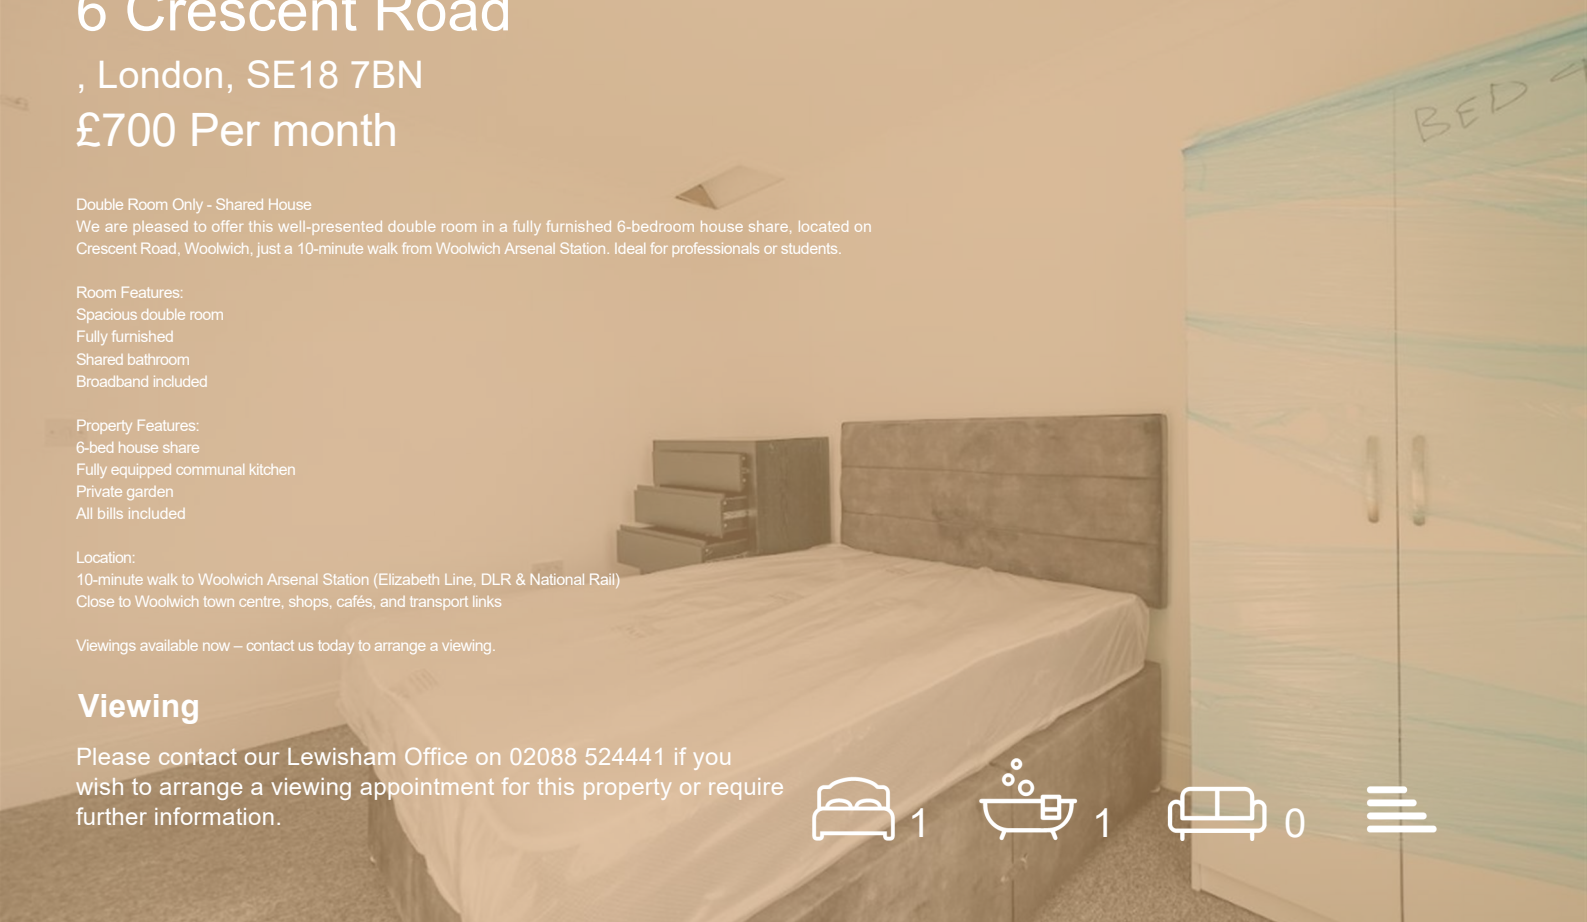 6 Crescent Road
, London, SE18 7BN
£700 Per month
Double Room Only - Shared House
We are pleased to offer this well-presented double room in a fully furnished 6-bedroom house share, located on
Crescent Road, Woolwich, just a 10-minute walk from Woolwich Arsenal Station. Ideal for professionals or students.
Room Features:
Spacious double room
Fully furnished
Shared bathroom
Broadband included
Property Features:
6-bed house share
Fully equipped communal kitchen
Private garden
All bills included
Location:
10-minute walk to Woolwich Arsenal Station (Elizabeth Line, DLR & National Rail)
Close to Woolwich town centre, shops, cafés, and transport links
Viewings available now – contact us today to arrange a viewing.
Viewing
Please contact our Lewisham Office on 02088 524441 if you
wish to arrange a viewing appointment for this property or require
further information.
1 1 0
BED